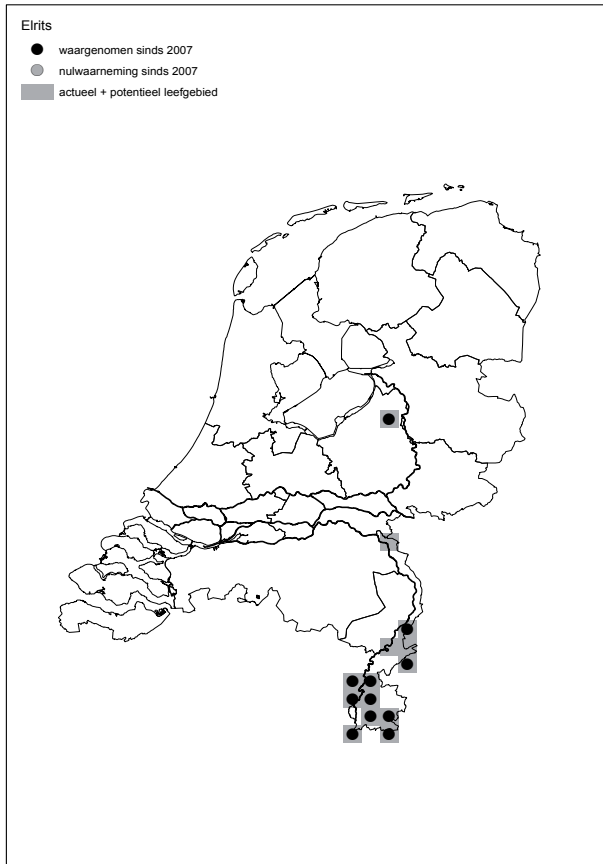 Elrits
waargenomen sinds 2007
nulwaarneming sinds 2007
actueel + potentieel leefgebied